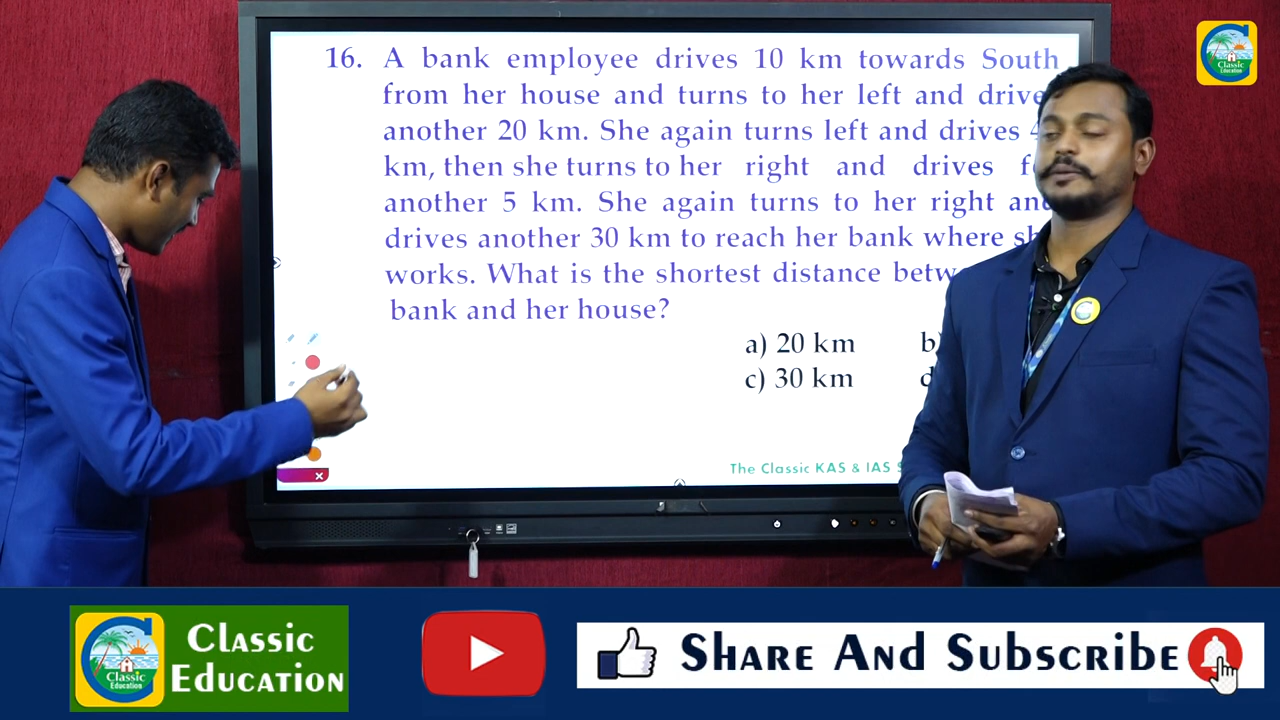 16. A bank employee drives 10 km towards South
from her house and turns to her left and drive
another 20 km. She again turns left and drives
km, then she turns to her right and drives
another 5 km. She again turns to her right and
drives another 30 km to reach her bank where
works. What is the shortest distance
bank and her house?
a) 20 km b)
c) 30 km
The Classic KAS & IAS
Classic
Education
Classic
Education
Classic
Education
Share And Subscribe